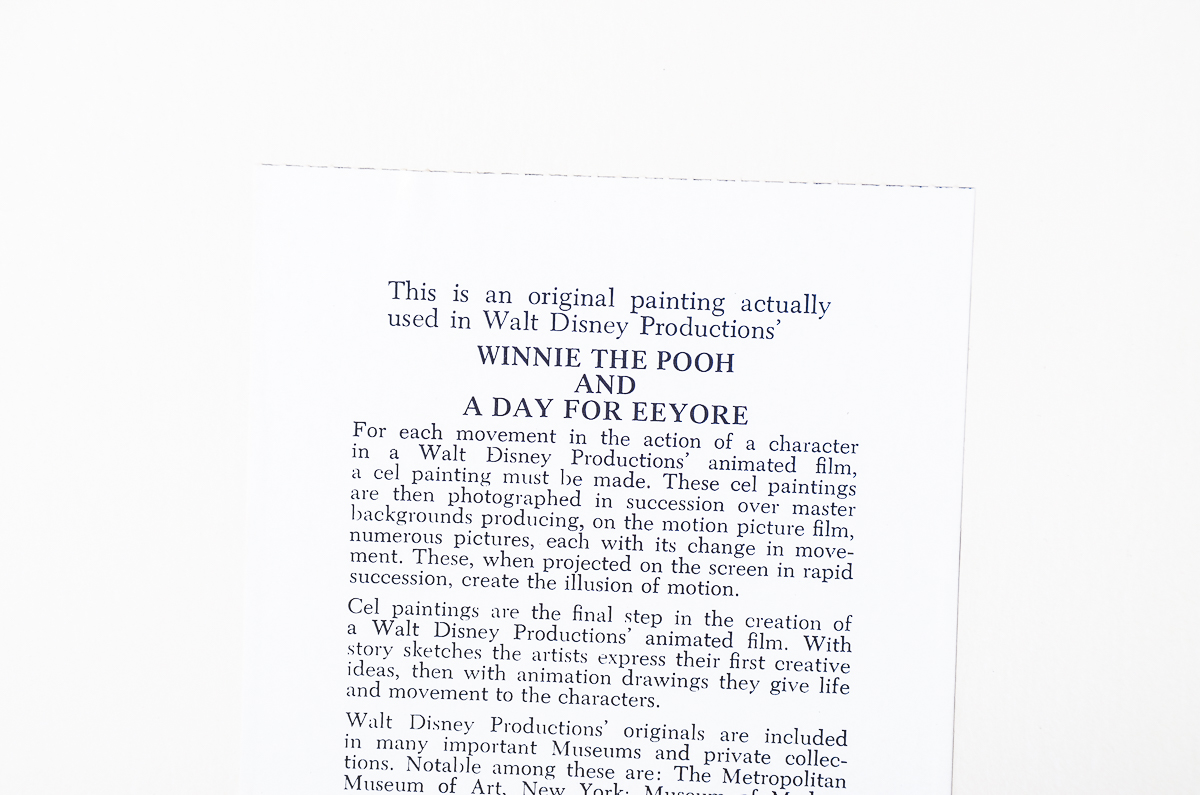 This is an original painting actually
used in Walt Disney Productions’
WINNIE THE POOH
AND
A DAY FOR EEYORE
For each movement in the action of a character
in a Walt Disney Productions’ animated film,
a cel painting must be made. These cel paintings
are then photographed in succession over master
backgrounds producing, on the motion picture film,
numerous pictures, each with its change in move-
ment. These, when projected on the screen in rapid
succession, create the illusion of motion.
Cel paintings are the final step in the creation of
a Walt Disney Productions’ animated film. With
story sketches the artists express their first creative
ideas, then with animation drawings they give life
and movement to the characters.
Walt Disney Productions’ originals are included
in many important Museums and private collec-
tions. Notable among these are: The Metropolitan
Museum of Art, New York; Museum of